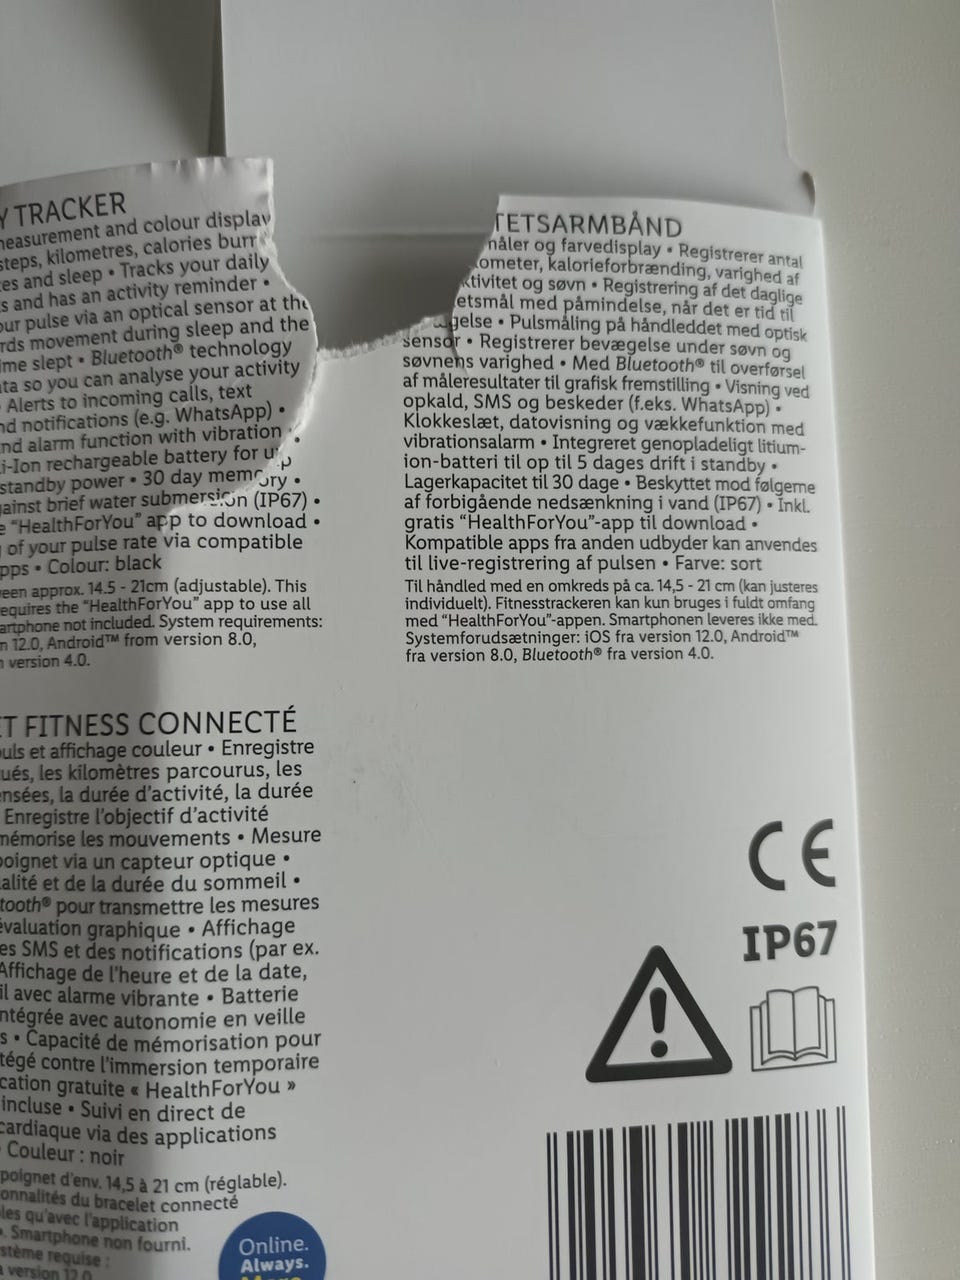 Y TRACKER
measurement and colour display
steps, kilometres, calories burr
es and sleep • Tracks your daily
s and has an activity reminder •
our pulse via an optical sensor at the
rds movement during sleep and the
ime slept • Bluetooth® technology
ata so you can analyse your activity
• Alerts to incoming calls, text
nd notifications (e.g. WhatsApp) •
and alarm function with vibration •
Li-Ion rechargeable battery for up
standby power • 30 day memory •
gainst brief water submersion (IP67) •
e “HealthForYou” app to download •
of your pulse rate via compatible
pps • Colour: black
een approx. 14.5 - 21cm (adjustable). This
equires the “HealthForYou” app to use all
artphone not included. System requirements:
m 12.0, Android™ from version 8.0,
m version 4.0.
TETSARMBÅND
måler og farvedisplay • Registrerer antal
ometer, kalorieforbrænding, varighed af
ktivitet og søvn • Registrering af det daglige
etsmål med påmindelse, når det er tid til
gelse • Pulsmåling på håndleddet med optisk
sensor • Registrerer bevægelse under søvn og
søvnens varighed • Med Bluetooth® til overførsel
af måleresultater til grafisk fremstilling • Visning ved
opkald, SMS og beskeder (f.eks. WhatsApp) •
Klokkeslæt, datovisning og vækkefunktion med
vibrationsalarm • Integreret genopladeligt litium-
ion-batteri til op til 5 dages drift i standby •
Lagerkapacitet til 30 dage • Beskyttet mod følgerne
af forbigående nedsænkning i vand (IP67) • Inkl.
gratis “HealthForYou”-app til download •
Kompatible apps fra anden udbyder kan anvendes
til live-registrering af pulsen • Farve: sort
Til håndled med en omkreds på ca. 14,5 - 21 cm (kan justeres
individuelt). Fitnesstrackeren kan kun bruges i fuldt omfang
med “HealthForYou”-appen. Smartphonen leveres ikke med.
Systemforudsætninger: iOS fra version 12.0, Android™
fra version 8.0, Bluetooth® fra version 4.0.
ET FITNESS CONNECTÉ
ouls et affichage couleur • Enregistre
tués, les kilomètres parcourus, les
ensées, la durée d’activité, la durée
Enregistre l’objectif d’activité
mémorise les mouvements • Mesure
poignet via un capteur optique •
alité et de la durée du sommeil •
tooth® pour transmettre les mesures
évaluation graphique • Affichage
es SMS et des notifications (par ex.
Affichage de l’heure et de la date,
il avec alarme vibrante • Batterie
ntégrée avec autonomie en veille
s • Capacité de mémorisation pour
tégé contre l’immersion temporaire
cation gratuite « HealthForYou »
incluse • Suivi en direct de
cardiaque via des applications
• Couleur : noir
poignet d’env. 14,5 à 21 cm (réglable).
onnalités du bracelet connecté
les qu’avec l’application
». Smartphone non fourni.
stème requise :
a version 12.0
CE
IP67
Online.
Always.
More